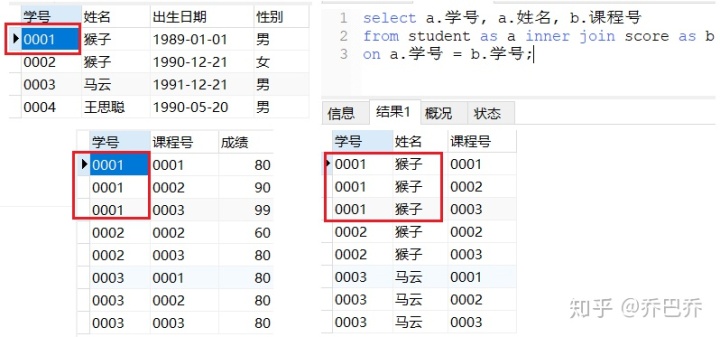 学号 姓名 出生日期 性别
0001 猴子 1989-01-01 男
0002 猴子 1990-12-21 女
0003 马云 1991-12-21 男
0004 王思聪 1990-05-20 男
学号 课程号 成绩
0001 0001 80
0001 0002 90
0001 0003 99
0002 0002 60
0002 0003 80
0003 0001 80
0003 0002 80
0003 0003 80
1 select a.学号, a.姓名, b.课程号
2 from student as a inner join score as b
3 on a.学号 = b.学号;
信息 结果1 概况 状态
学号 姓名 课程号
0001 猴子 0001
0001 猴子 0002
0001 猴子 0003
0002 猴子 0002
0002 猴子 0003
0003 马云 0001
0003 马云 0002
0003 马云 0003
知乎 @乔巴乔